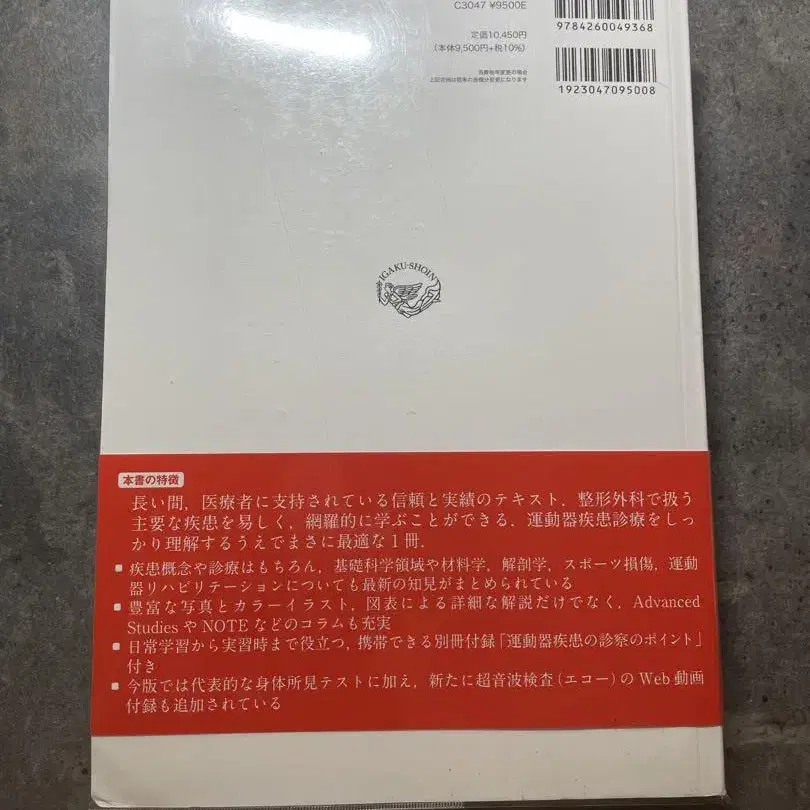 C3047 ¥9500E
9784260049368
定価10,450円
(本体9,500円+税10%)
1923047095008
IGAKU-SHOIN
本書の特徴
長い間，医療者に支持されている信頼と実績のテキスト．整形外科で扱う
主要な疾患を易しく，網羅的に学ぶことができる．運動器疾患診療をしっ
かり理解するうえでまさに最適な1冊．
■疾患概念や診療はもちろん，基礎科学領域や材料学，解剖学，スポーツ損傷，運動
器リハビリテーションについても最新の知見がまとめられている
■豊富な写真とカラーイラスト，図表による詳細な解説だけでなく，Advanced
StudiesやNOTEなどのコラムも充実
■日常学習から実習時まで役立つ，携帯できる別冊付録「運動器疾患の診察のポイント」
付き
■今版では代表的な身体所見テストに加え，新たに超音波検査(エコー)のWeb動画
付録も追加されている